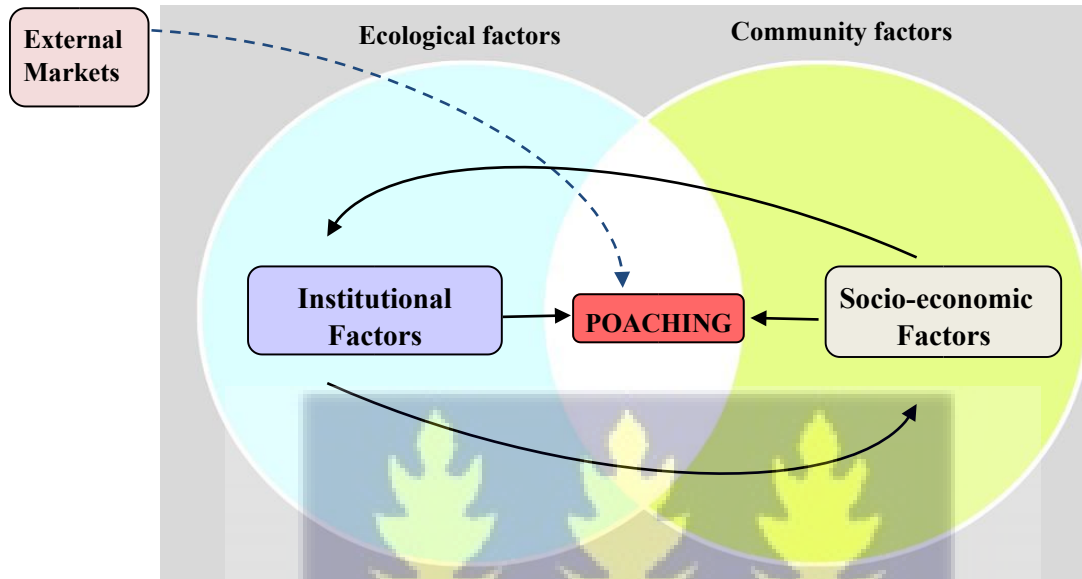 External
Markets
Ecological factors
Community factors
Institutional
Factors
POACHING
Socio-economic
Factors